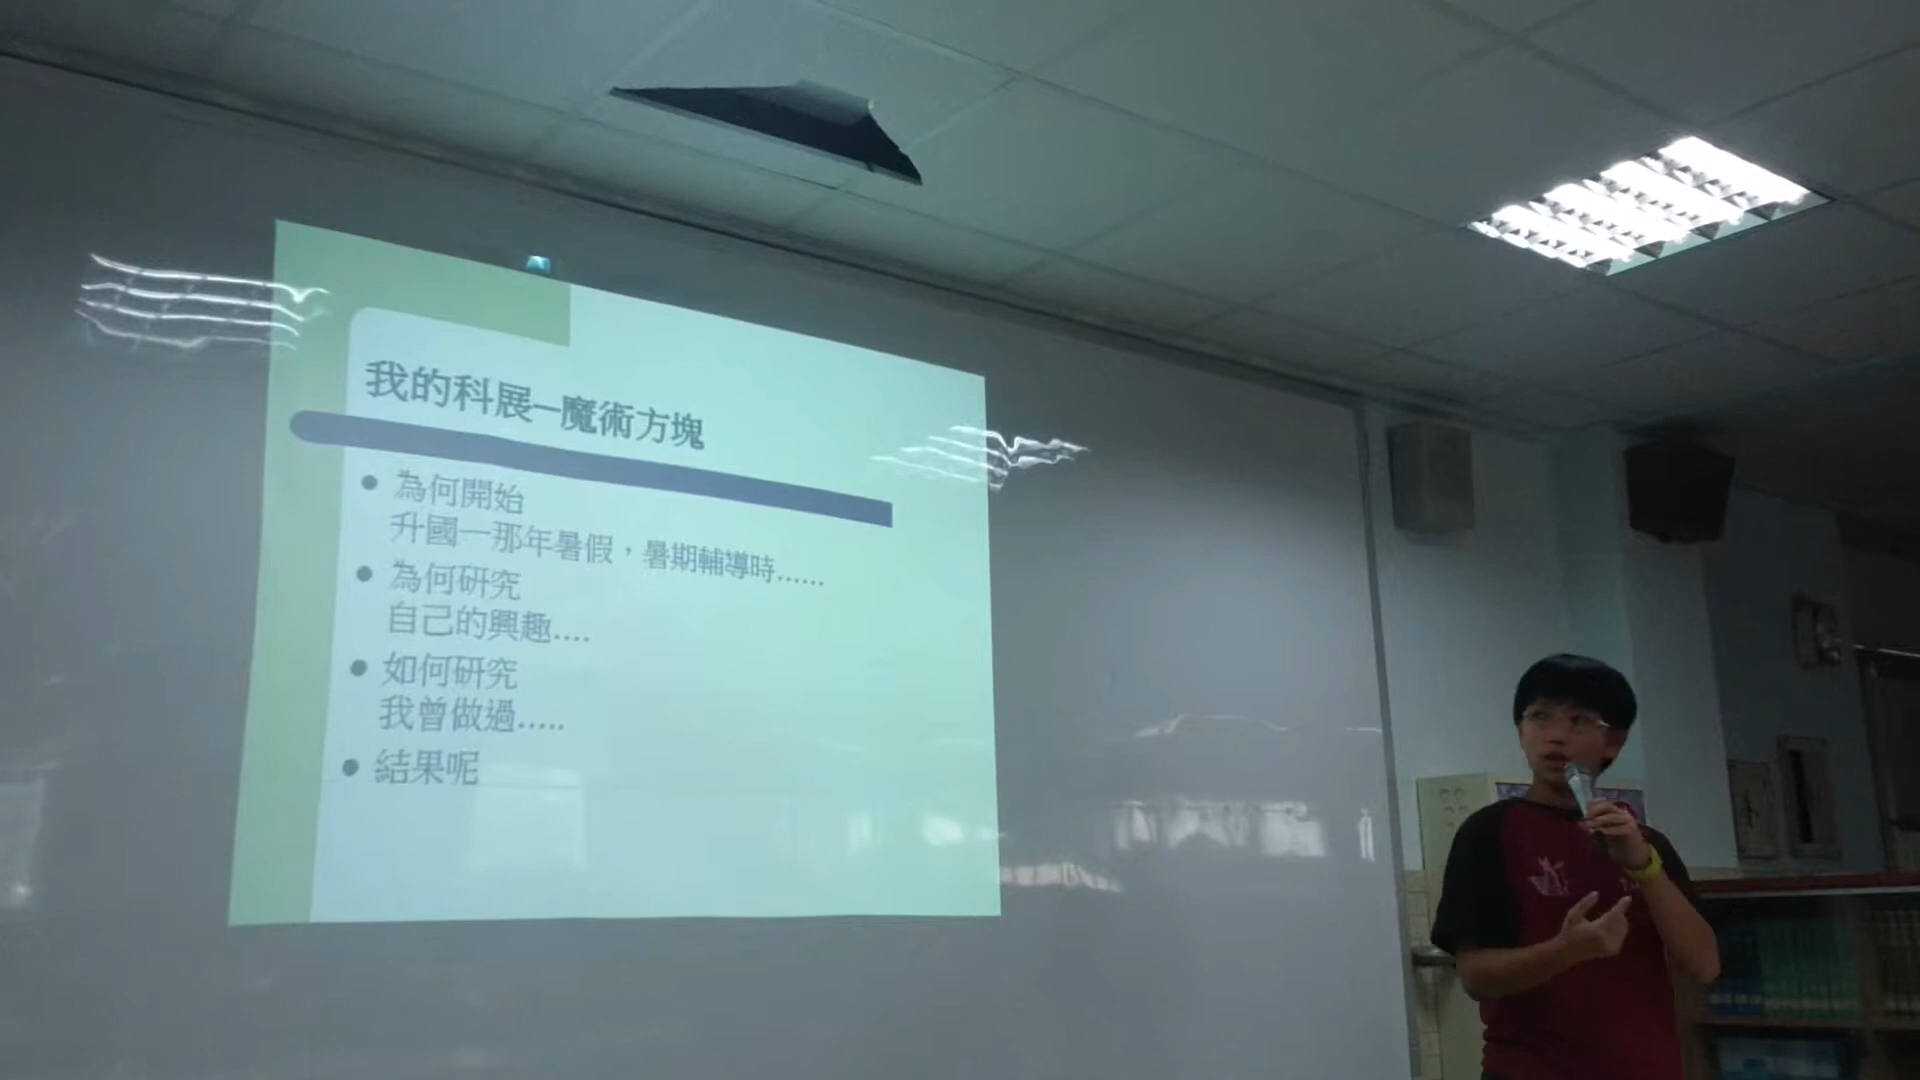 我的科展─魔術方塊
為何開始
升國一那年暑假，暑期輔導時......
為何研究
自己的興趣....
如何研究
我曾做過.....
結果呢